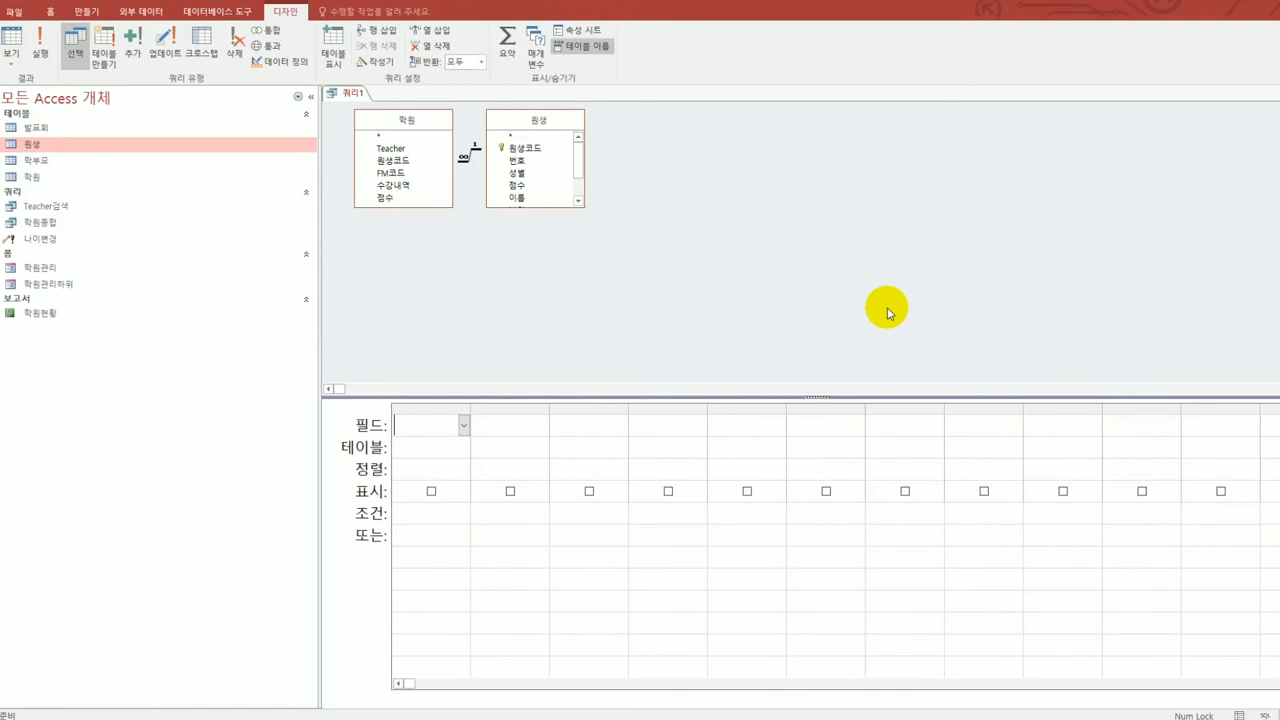 파일 홈 만들기 외부 데이터 데이터베이스 도구 디자인 수행할 작업을 알려 주세요.
보기 실행 선택 테이블 만들기 추가 업데이트 크로스탭 삭제 통합 통과 데이터 정의 테이블 표시 행 삽입 행 삭제 작성기 열 삽입 열 삭제 반환: 모두 요약 매개 변수 속성 시트 테이블 이름
결과 쿼리 유형 쿼리 설정 표시/숨기기
모든 Access 개체
테이블
발표회
원생
학부모
학원
쿼리
Teacher검색
학원종합
나이변경
폼
학원관리
학원관리하위
보고서
학원현황
쿼리1
학원
*
Teacher
원생코드
FM코드
수강내역
점수
∞ 1
원생
*
원생코드
번호
성별
점수
이름
필드:
테이블:
정렬:
표시:
조건:
또는:
준비 Num Lock SQL